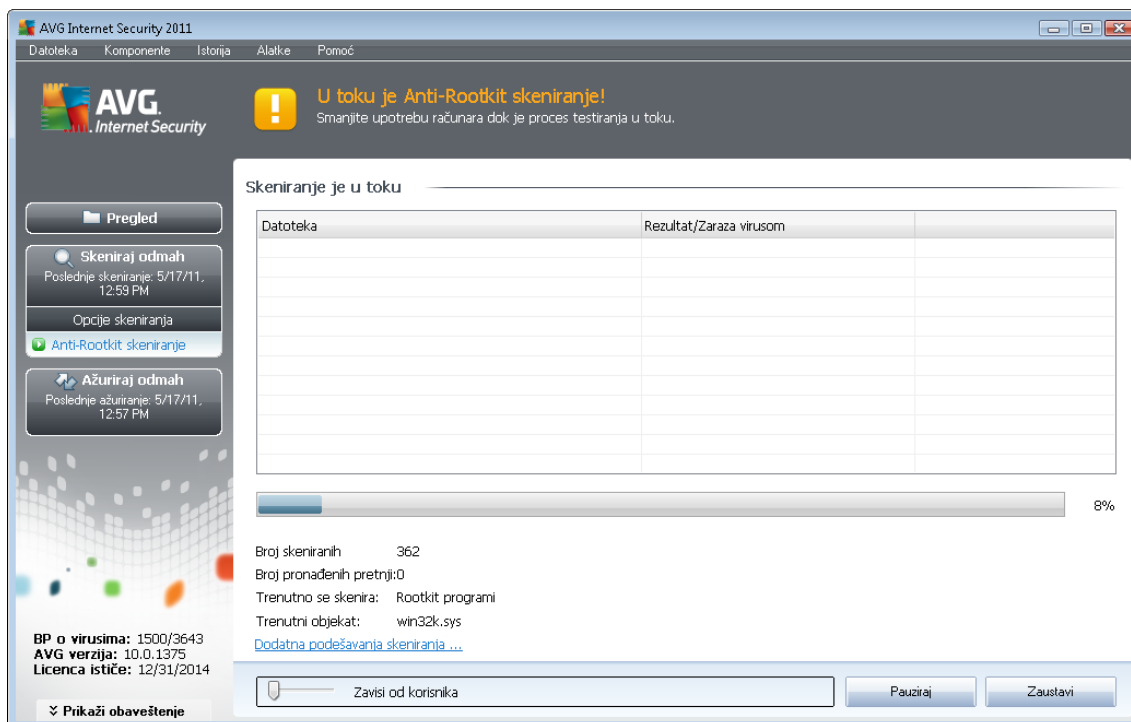 AVG Internet Security 2011
Datoteka Komponente Istorija Alatke Pomoć
AVG.
Internet Security
U toku je Anti-Rootkit skeniranje!
Smanjite upotrebu računara dok je proces testiranja u toku.
Pregled
Skeniraj odmah
Poslednje skeniranje: 5/17/11,
12:59 PM
Opcije skeniranja
Anti-Rootkit skeniranje
Ažuriraj odmah
Poslednje ažuriranje: 5/17/11,
12:57 PM
BP o virusima: 1500/3643
AVG verzija: 10.0.1375
Licenca ističe: 12/31/2014
Prikaži obaveštenje
Skeniranje je u toku
Datoteka Rezultat/Zaraza virusom
8%
Broj skeniranih 362
Broj pronađenih pretnji:0
Trenutno se skenira: Rootkit programi
Trenutni objekat: win32k.sys
Dodatna podešavanja skeniranja ...
Zavisi od korisnika
Pauziraj
Zaustavi